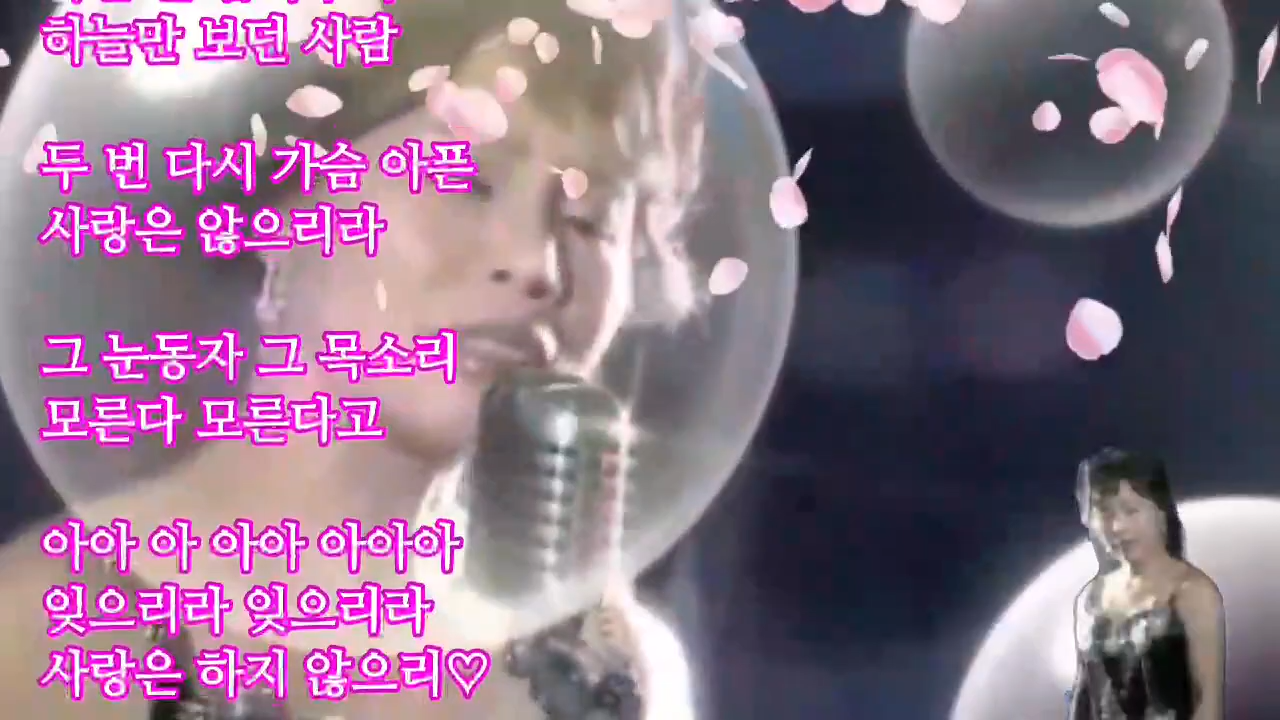 하늘만 보던 사람
두 번 다시 가슴 아픈
사랑은 않으리라
그 눈동자 그 목소리
모른다 모른다고
아아 아 아아 아아아
잊으리라 잊으리라
사랑은 하지 않으리♡